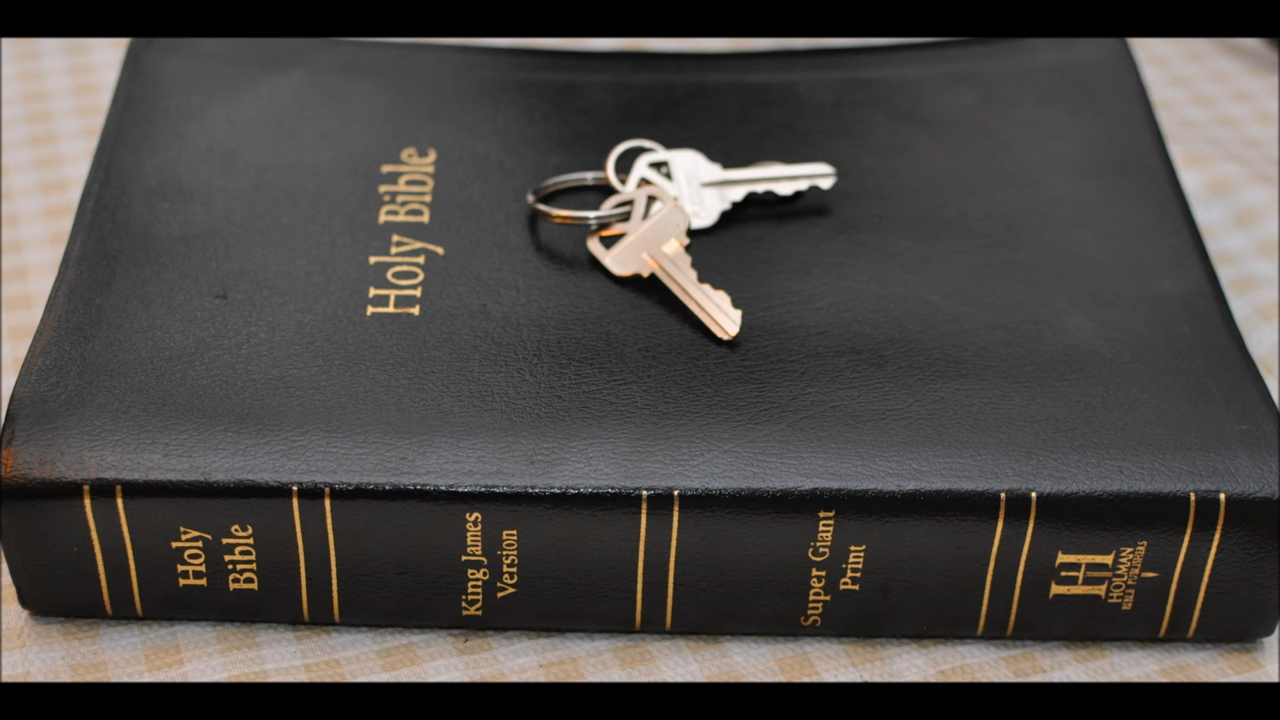 Holy Bible
Holy
Bible
King James
Version
Super Giant
Print
HOLMAN
BIBLE PUBLISHERS